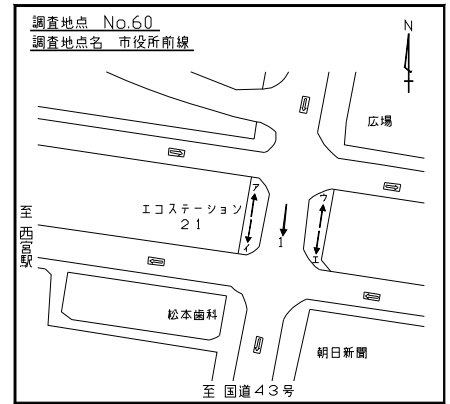 調査地点 No.60
調査地点名 市役所前線
N
広場
ア
ウ
エコステーション
21
イ
1
エ
至 西宮駅
松本歯科
朝日新聞
至 国道43号